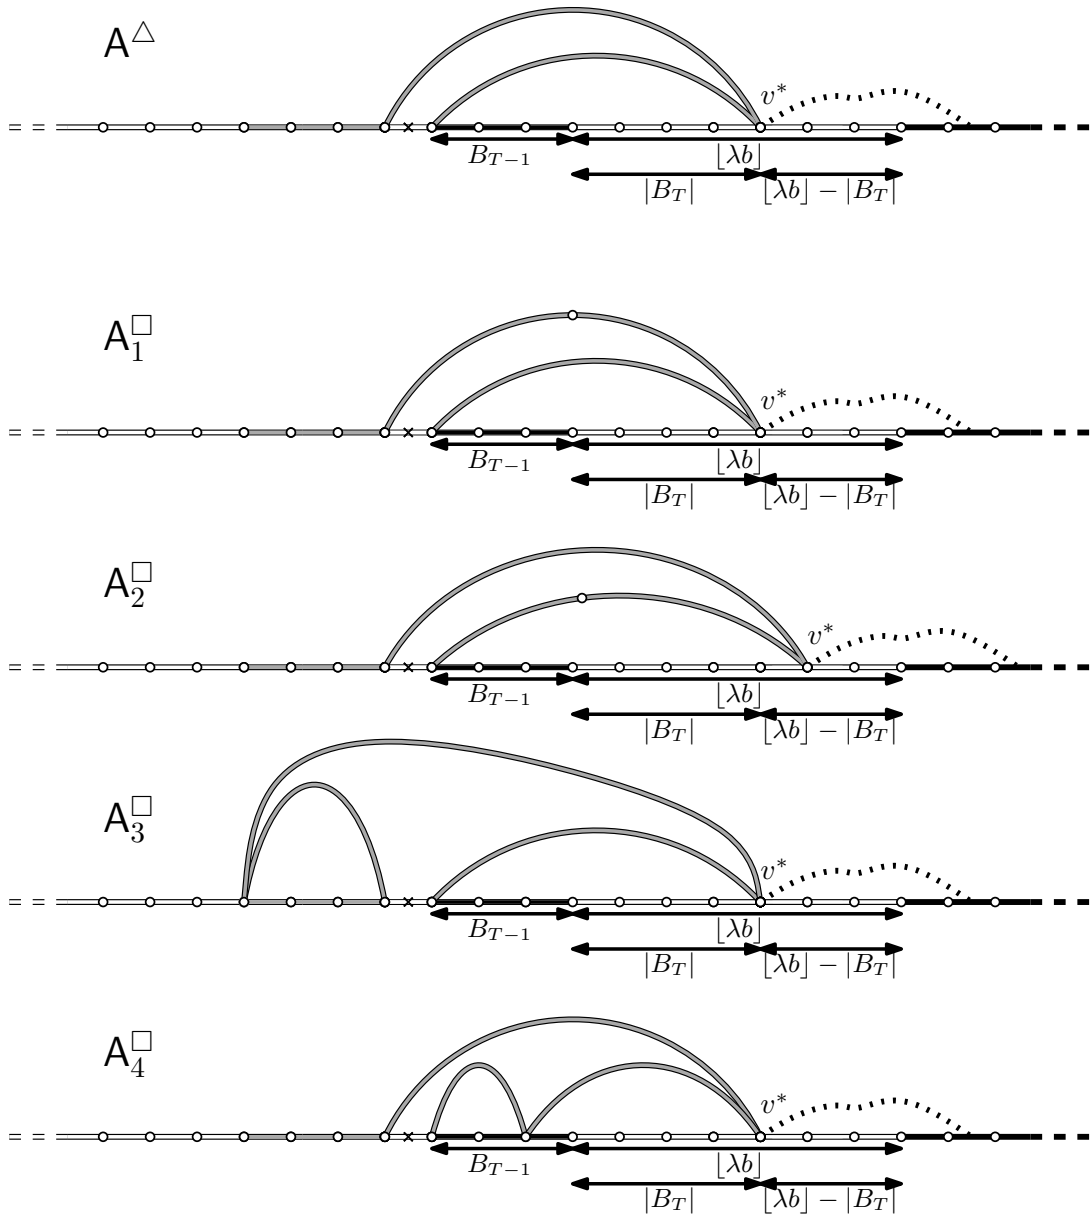 A^△
v*
B_{T−1}
⌊λb⌋
|B_T| ⌊λb⌋ − |B_T|
A_1^□
v*
B_{T−1}
⌊λb⌋
|B_T| ⌊λb⌋ − |B_T|
A_2^□
v*
B_{T−1}
⌊λb⌋
|B_T| ⌊λb⌋ − |B_T|
A_3^□
v*
B_{T−1}
⌊λb⌋
|B_T| ⌊λb⌋ − |B_T|
A_4^□
v*
B_{T−1}
⌊λb⌋
|B_T| ⌊λb⌋ − |B_T|